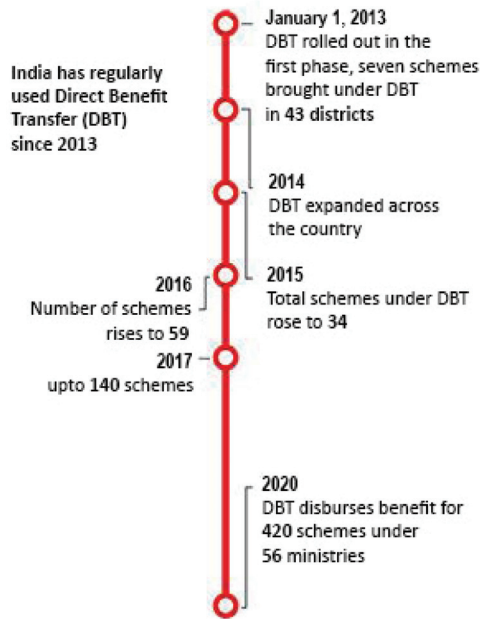 India has regularly
used Direct Benefit
Transfer (DBT)
since 2013
January 1, 2013
DBT rolled out in the
first phase, seven schemes
brought under DBT
in 43 districts
2014
DBT expanded across
the country
2015
Total schemes under DBT
rose to 34
2016
Number of schemes
rises to 59
2017
upto 140 schemes
2020
DBT disburses benefit for
420 schemes under
56 ministries